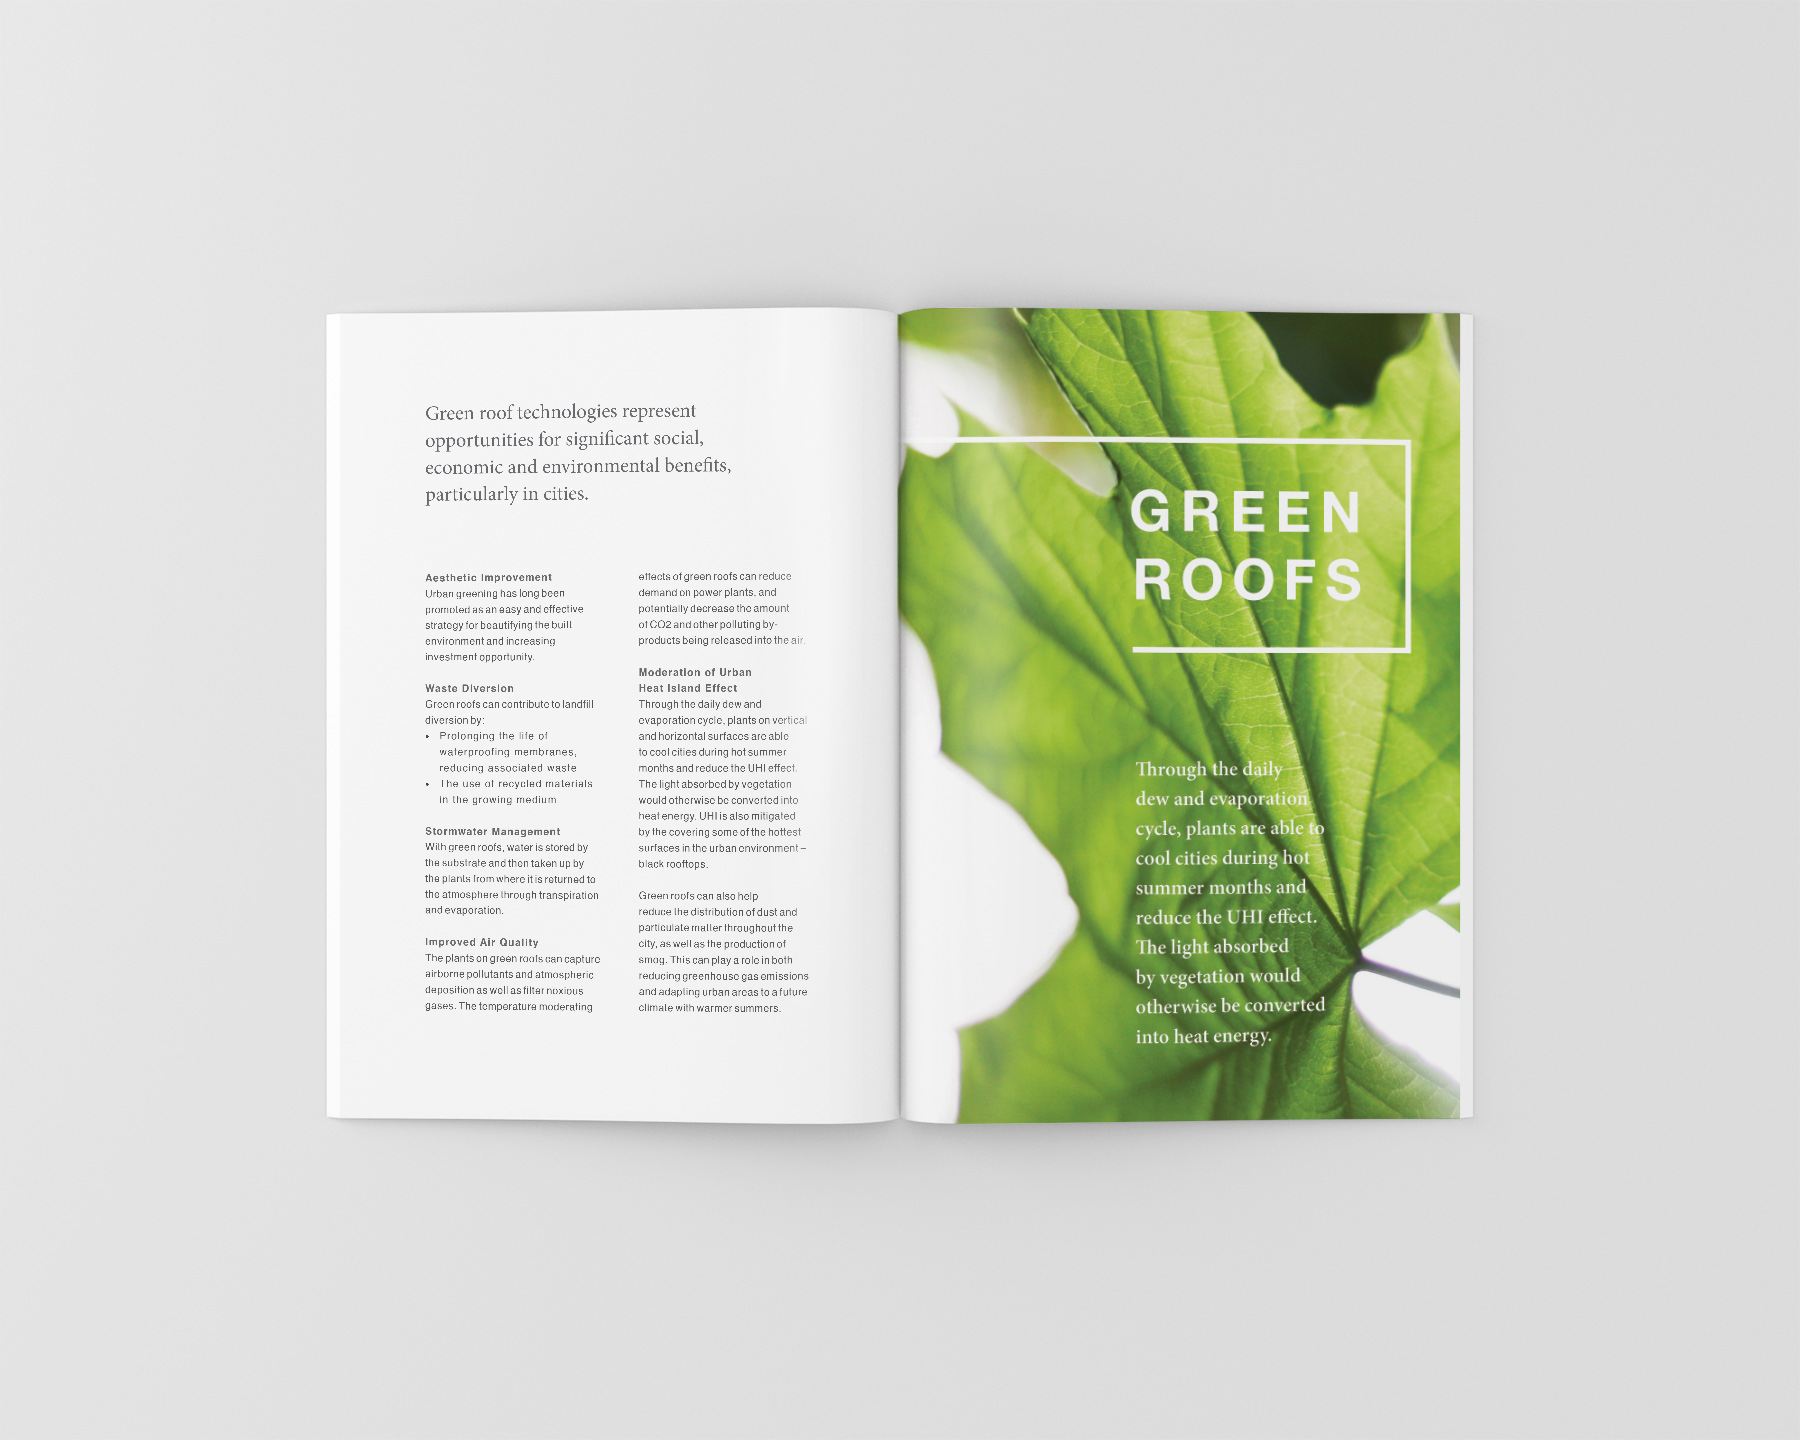 Green roof technologies represent
opportunities for significant social,
economic and environmental benefits,
particularly in cities.
Aesthetic Improvement
Urban greening has long been
promoted as an easy and effective
strategy for beautifying the built
environment and increasing
investment opportunity.
Waste Diversion
Green roofs can contribute to landfill
diversion by:
• Prolonging the life of
waterproofing membranes,
reducing associated waste
• The use of recycled materials
in the growing medium
Stormwater Management
With green roofs, water is stored by
the substrate and then taken up by
the plants from where it is returned to
the atmosphere through transpiration
and evaporation.
Improved Air Quality
The plants on green roofs can capture
airborne pollutants and atmospheric
deposition as well as filter noxious
gases. The temperature moderating
effects of green roofs can reduce
demand on power plants, and
potentially decrease the amount
of CO2 and other polluting by-
products being released into the air.
Moderation of Urban
Heat Island Effect
Through the daily dew and
evaporation cycle, plants on vertical
and horizontal surfaces are able
to cool cities during hot summer
months and reduce the UHI effect.
The light absorbed by vegetation
would otherwise be converted into
heat energy. UHI is also mitigated
by the covering some of the hottest
surfaces in the urban environment –
black rooftops.
Green roofs can also help
reduce the distribution of dust and
particulate matter throughout the
city, as well as the production of
smog. This can play a role in both
reducing greenhouse gas emissions
and adapting urban areas to a future
climate with warmer summers.
GREEN
ROOFS
Through the daily
dew and evaporation
cycle, plants are able to
cool cities during hot
summer months and
reduce the UHI effect.
The light absorbed
by vegetation would
otherwise be converted
into heat energy.